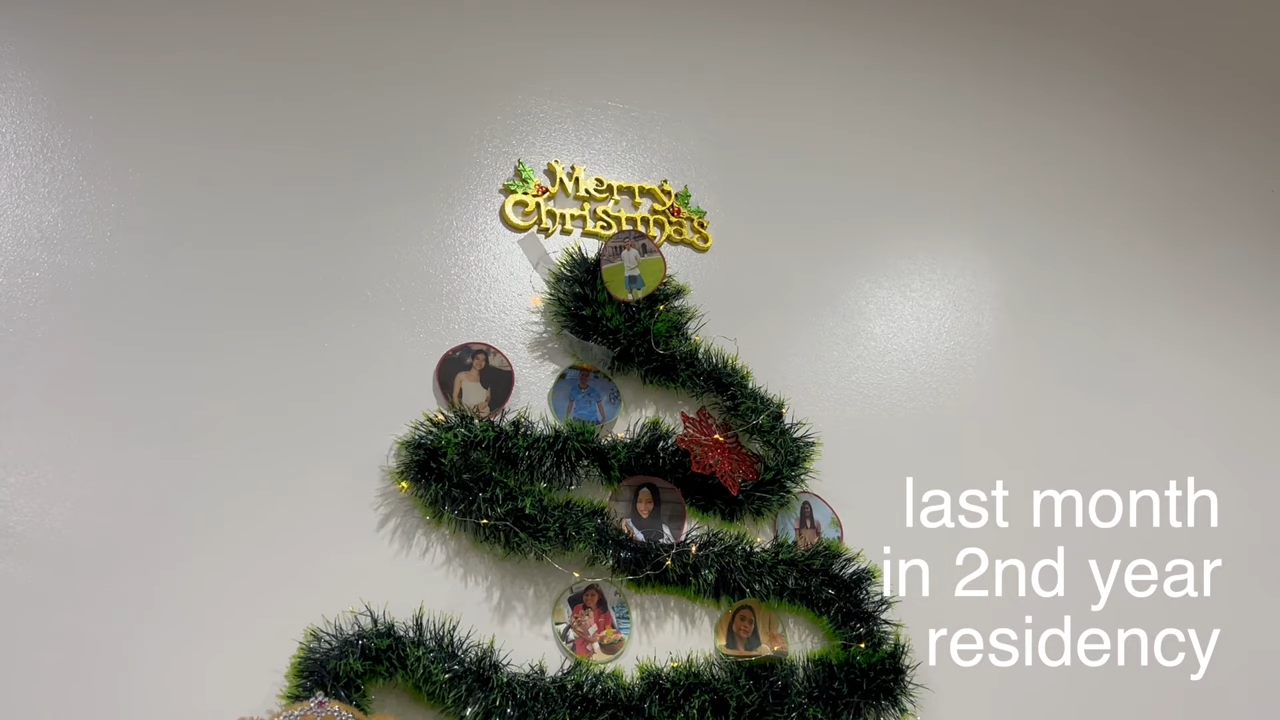 Merry
Christmas
last month
in 2nd year
residency